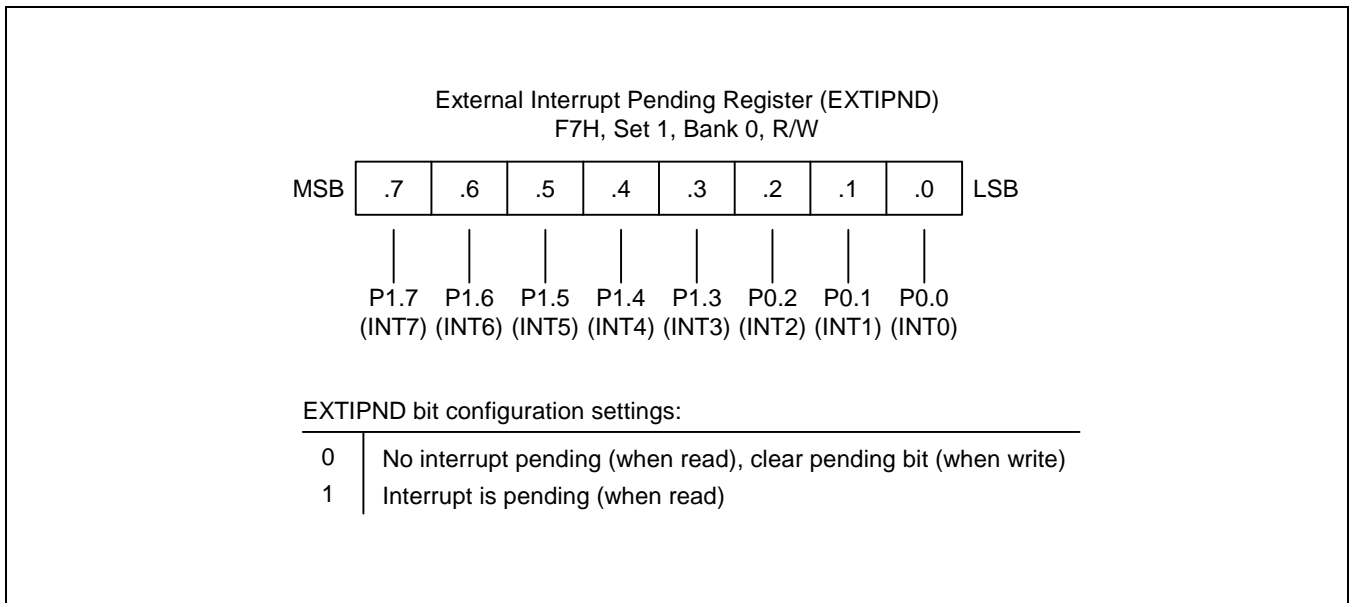 External Interrupt Pending Register (EXTIPND)
F7H, Set 1, Bank 0, R/W
MSB .7 .6 .5 .4 .3 .2 .1 .0 LSB
P1.7 P1.6 P1.5 P1.4 P1.3 P0.2 P0.1 P0.0
(INT7) (INT6) (INT5) (INT4) (INT3) (INT2) (INT1) (INT0)
EXTIPND bit configuration settings:
0 No interrupt pending (when read), clear pending bit (when write)
1 Interrupt is pending (when read)